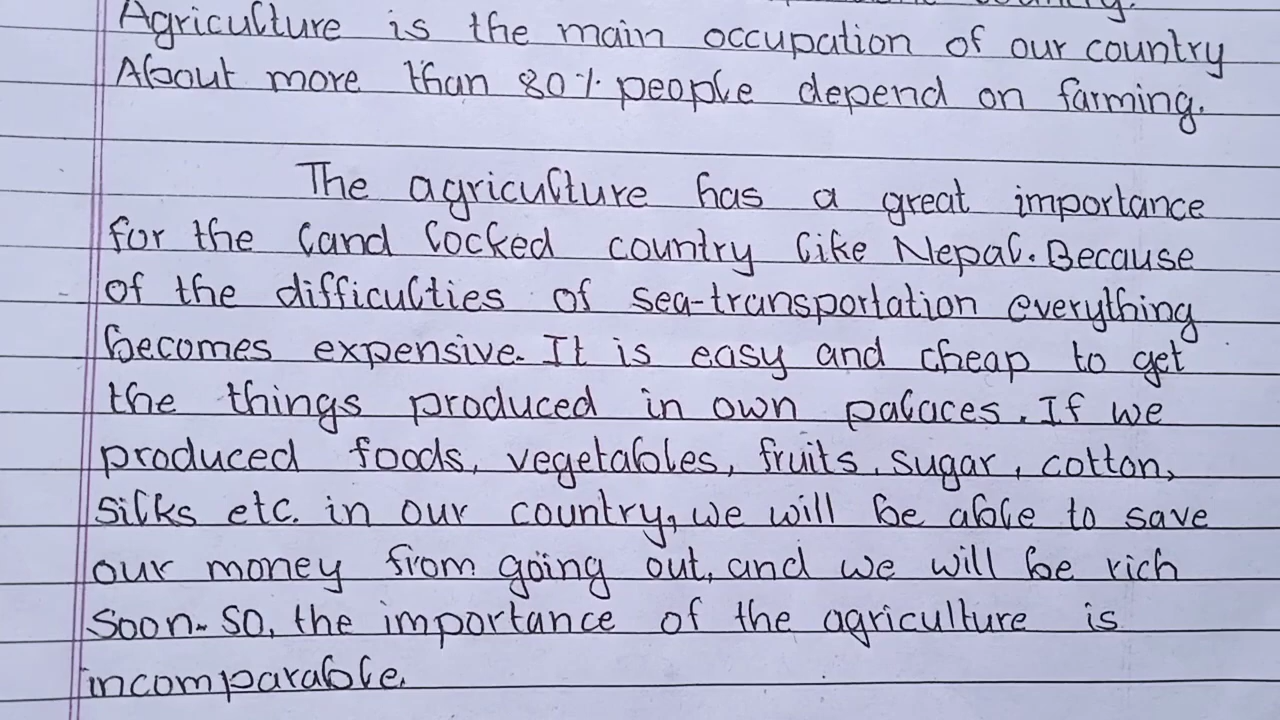 country.
Agriculture is the main occupation of our country
About more than 80% people depend on farming.
The agriculture has a great importance
for the land locked country like Nepal. Because
of the difficulties of sea-transportation everything
becomes expensive. It is easy and cheap to get
the things produced in own palaces. If we
produced foods, vegetables, fruits, sugar, cotton,
silks etc. in our country, we will be able to save
our money from going out, and we will be rich
soon. So, the importance of the agriculture is
incomparable.